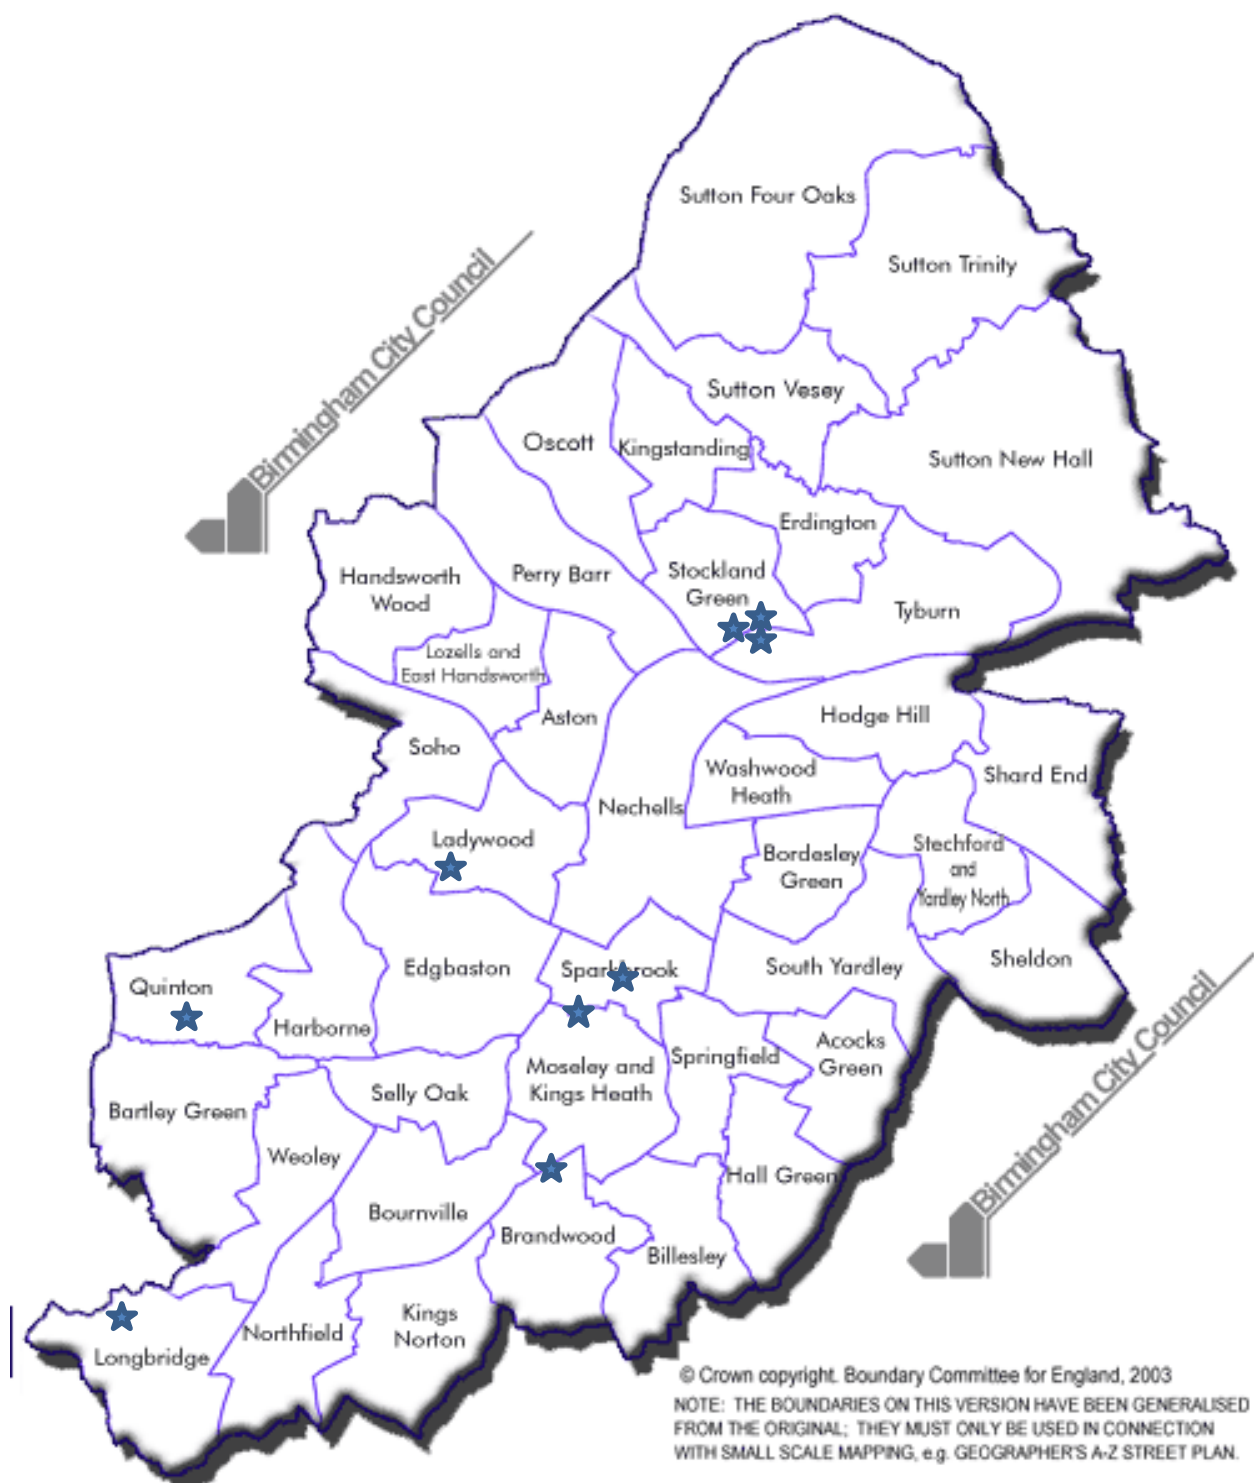 Sutton Four Oaks
Sutton Trinity
Birmingham City Council
Sutton Vesey
Oscott
Kingstanding
Sutton New Hall
Erdington
Handsworth
Wood
Perry Barr
Stockland
Green
Tyburn
Lozells and
East Handsworth
Aston
Hodge Hill
Soho
Washwood
Heath
Shard End
Nechells
Ladywood
Bordesley
Green
Stechford
and
Yardley North
Edgbaston
Sparkbrook
South Yardley
Sheldon
Quinton
Harborne
Acocks
Green
Springfield
Moseley and
Kings Heath
Selly Oak
Bartley Green
Weoley
Hall Green
Bournville
Brandwood
Billesley
Birmingham City Council
Kings
Norton
Northfield
Longbridge
© Crown copyright. Boundary Committee for England, 2003
NOTE: THE BOUNDARIES ON THIS VERSION HAVE BEEN GENERALISED
FROM THE ORIGINAL; THEY MUST ONLY BE USED IN CONNECTION
WITH SMALL SCALE MAPPING, e.g. GEOGRAPHER'S A-Z STREET PLAN.